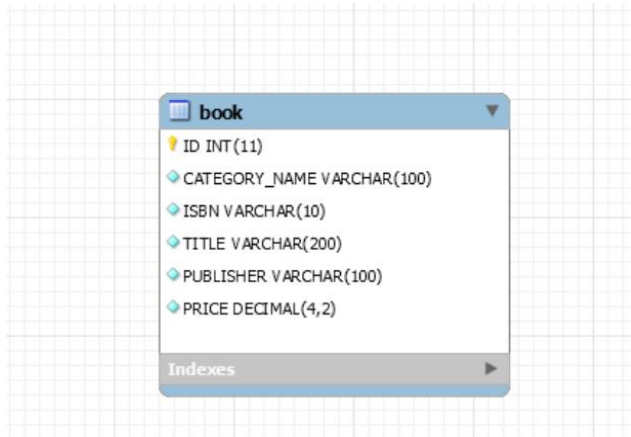 book
ID INT(11)
CATEGORY_NAME VARCHAR(100)
ISBN VARCHAR(10)
TITLE VARCHAR(200)
PUBLISHER VARCHAR(100)
PRICE DECIMAL(4,2)
Indexes